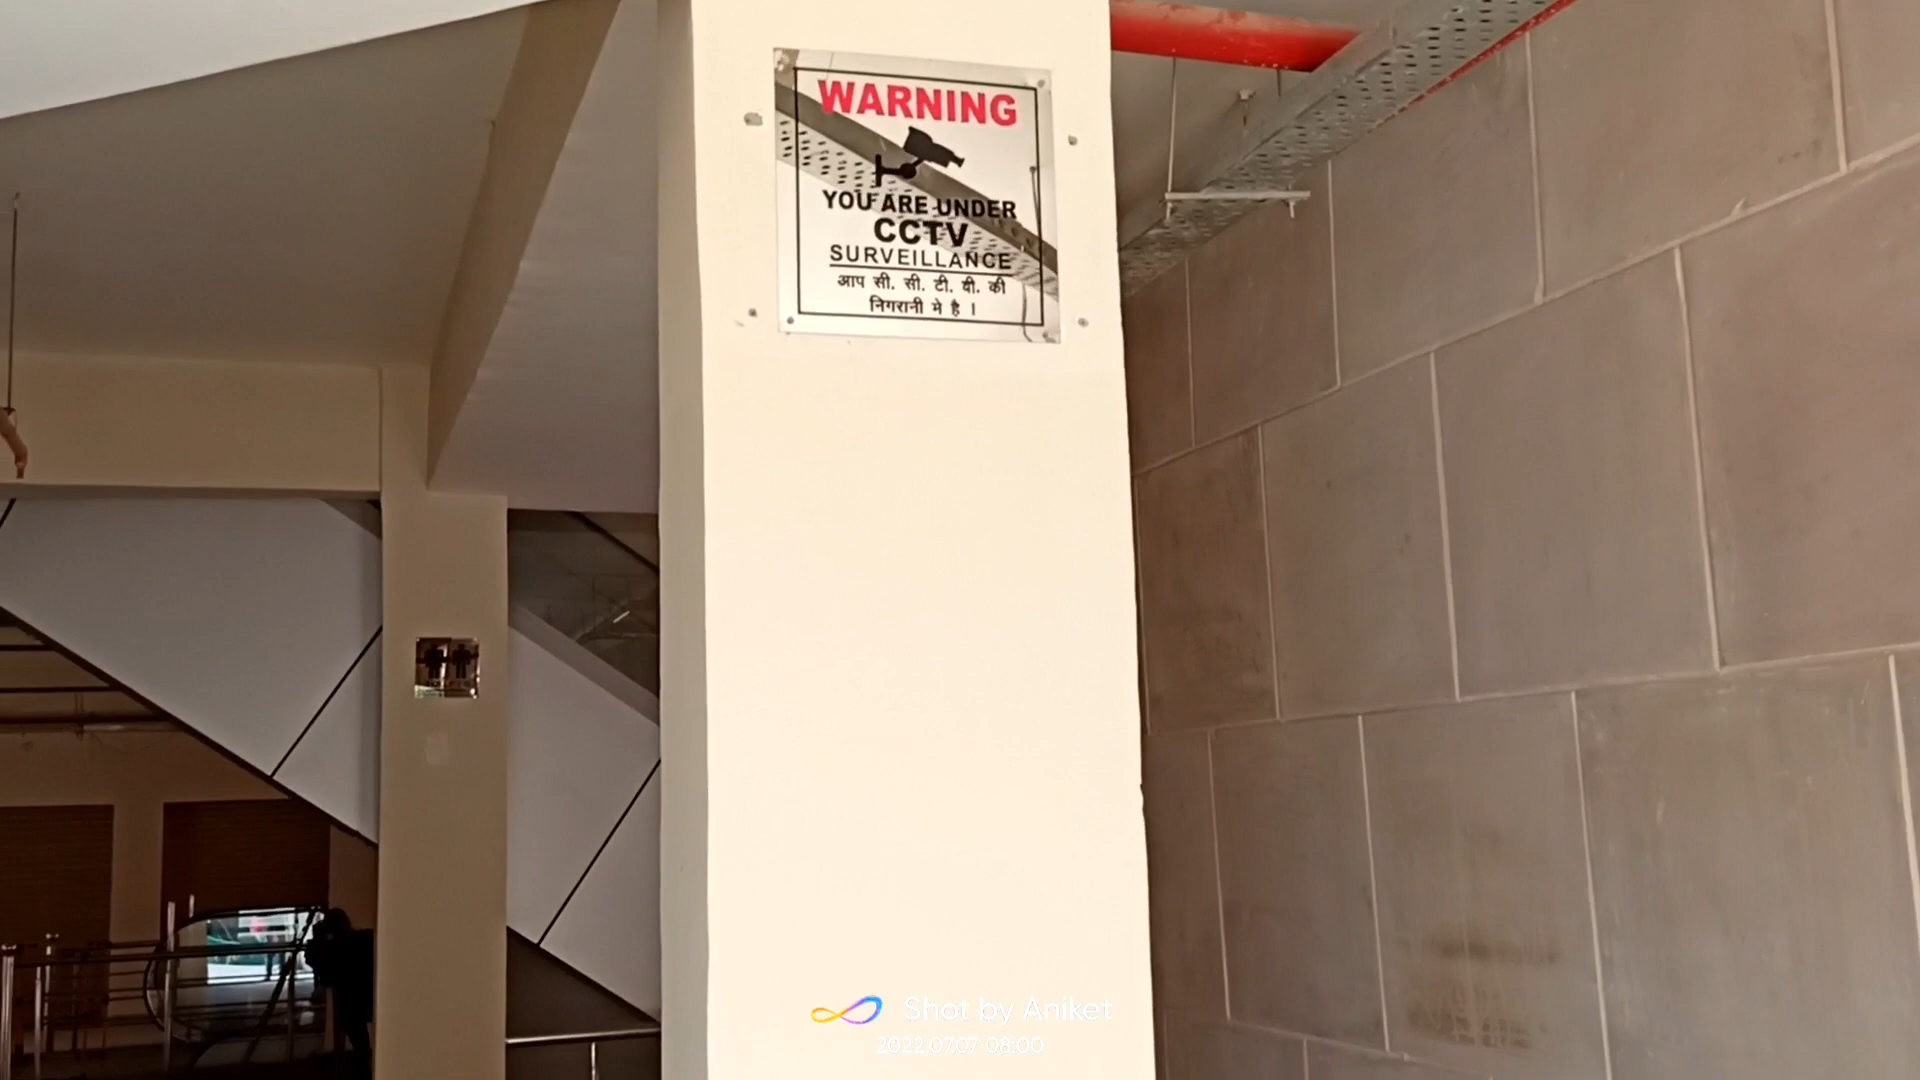 WARNING
YOU ARE UNDER
CCTV
SURVEILLANCE
आप सी. सी. टी. वी. की
निगरानी मे है ।
Shot by Aniket
2022.07.07 08:00